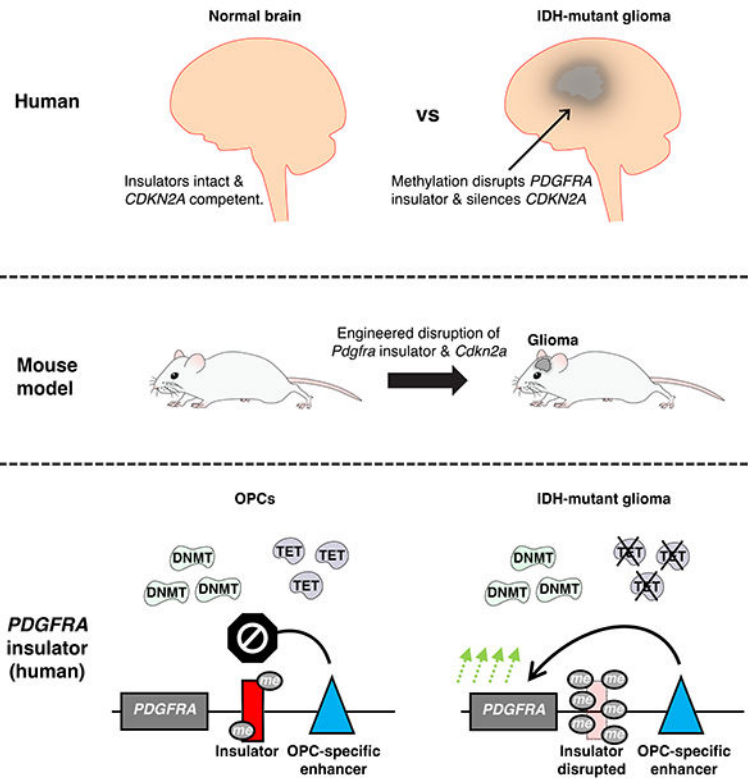 Normal brain
IDH-mutant glioma
Human
vs
Insulators intact &
CDKN2A competent.
Methylation disrupts PDGFRA
insulator & silences CDKN2A
Mouse
model
Engineered disruption of
Pdgfra insulator & Cdkn2a
Glioma
PDGFRA
insulator
(human)
OPCs
DNMT
DNMT
DNMT
TET
TET
TET
PDGFRA
me
me
Insulator
OPC-specific
enhancer
IDH-mutant glioma
DNMT
DNMT
DNMT
TET
TET
TET
PDGFRA
me
me
me
me
me
me
Insulator
disrupted
OPC-specific
enhancer